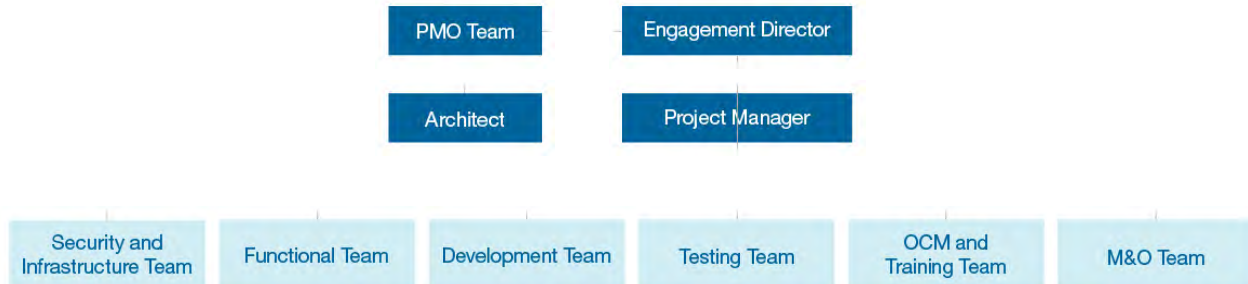 PMO Team
Engagement Director
Architect
Project Manager
Security and
Infrastructure Team
Functional Team
Development Team
Testing Team
OCM and
Training Team
M&O Team